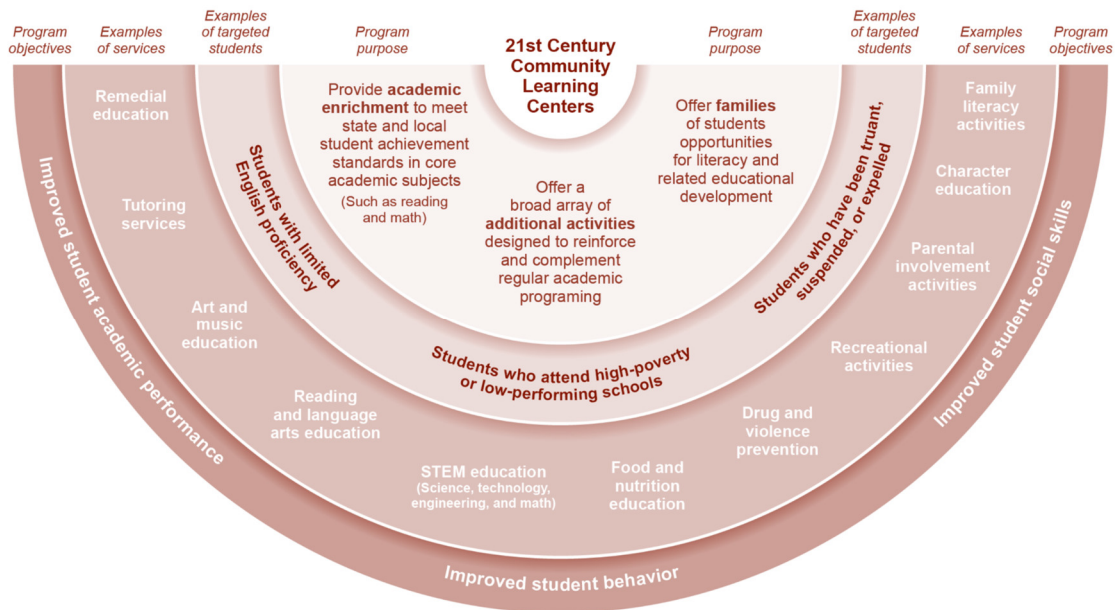 Program
objectives
Examples
of services
Examples
of targeted
students
Program
purpose
21st Century
Community
Learning
Centers
Program
purpose
Examples
of targeted
students
Examples
of services
Program
objectives
Provide academic
enrichment to meet
state and local
student achievement
standards in core
academic subjects
(Such as reading
and math)
Offer a
broad array of
additional activities
designed to reinforce
and complement
regular academic
programing
Offer families
of students
opportunities
for literacy and
related educational
development
Students with limited
English proficiency
Students who attend high-poverty
or low-performing schools
Students who have been truant,
suspended, or expelled
Remedial
education
Tutoring
services
Art and
music
education
Reading
and language
arts education
STEM education
(Science, technology,
engineering, and math)
Food and
nutrition
education
Drug and
violence
prevention
Recreational
activities
Parental
involvement
activities
Character
education
Family
literacy
activities
Improved student academic performance
Improved student behavior
Improved student social skills